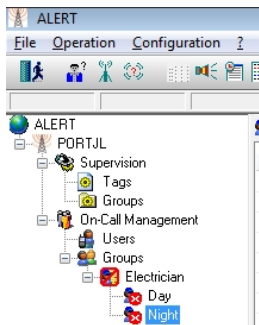 ALERT
File Operation Configuration ?
ALERT
PORTJL
Supervision
Tags
Groups
On-Call Management
Users
Groups
Electrician
Day
Night